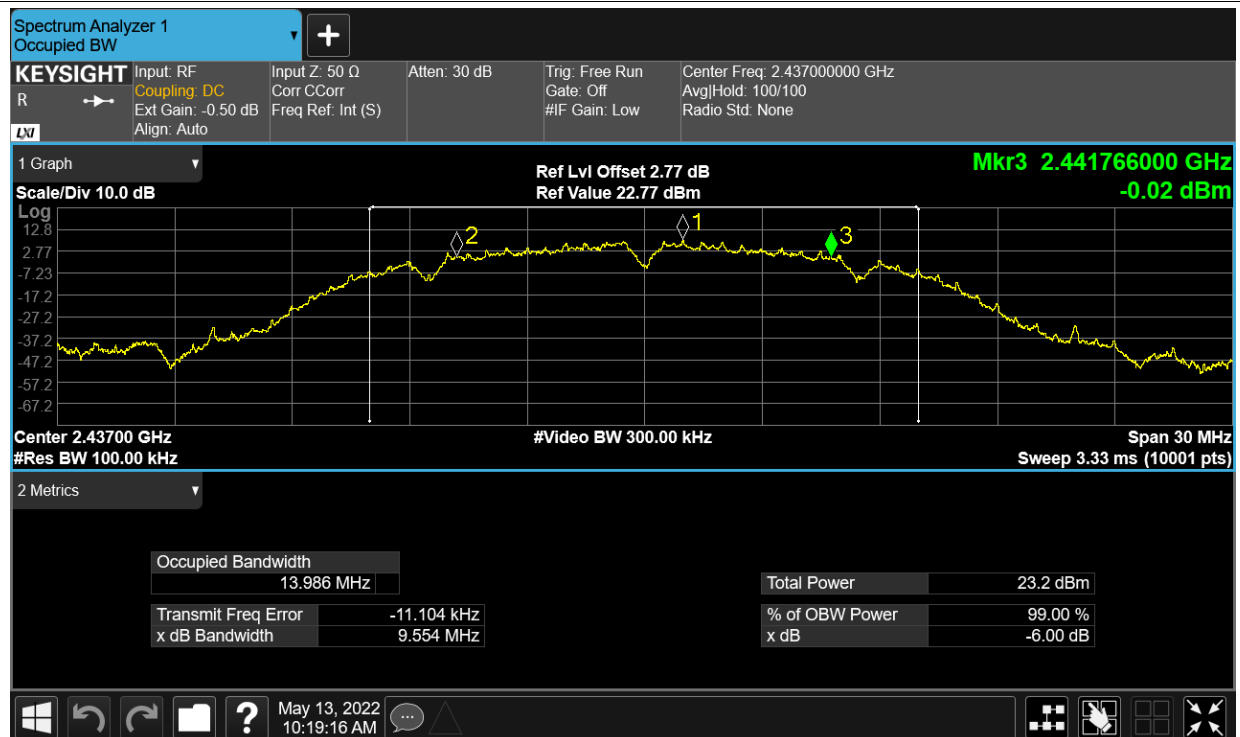 Spectrum Analyzer 1
Occupied BW
▼
+
KEYSIGHT Input: RF Input Z: 50 Ω Atten: 30 dB Trig: Free Run Center Freq: 2.437000000 GHz
R Coupling: DC Corr CCorr Gate: Off Avg|Hold: 100/100
Ext Gain: -0.50 dB Freq Ref: Int (S) #IF Gain: Low Radio Std: None
LXI Align: Auto
1 Graph ▼ Ref Lvl Offset 2.77 dB Mkr3 2.441766000 GHz
Scale/Div 10.0 dB Ref Value 22.77 dBm -0.02 dBm
Log
12.8
2.77
-7.23
-17.2
-27.2
-37.2
-47.2
-57.2
-67.2
2
1
3
Center 2.43700 GHz #Video BW 300.00 kHz Span 30 MHz
#Res BW 100.00 kHz Sweep 3.33 ms (10001 pts)
2 Metrics ▼
Occupied Bandwidth
13.986 MHz Total Power 23.2 dBm
Transmit Freq Error -11.104 kHz % of OBW Power 99.00 %
x dB Bandwidth 9.554 MHz x dB -6.00 dB
? May 13, 2022
10:19:16 AM